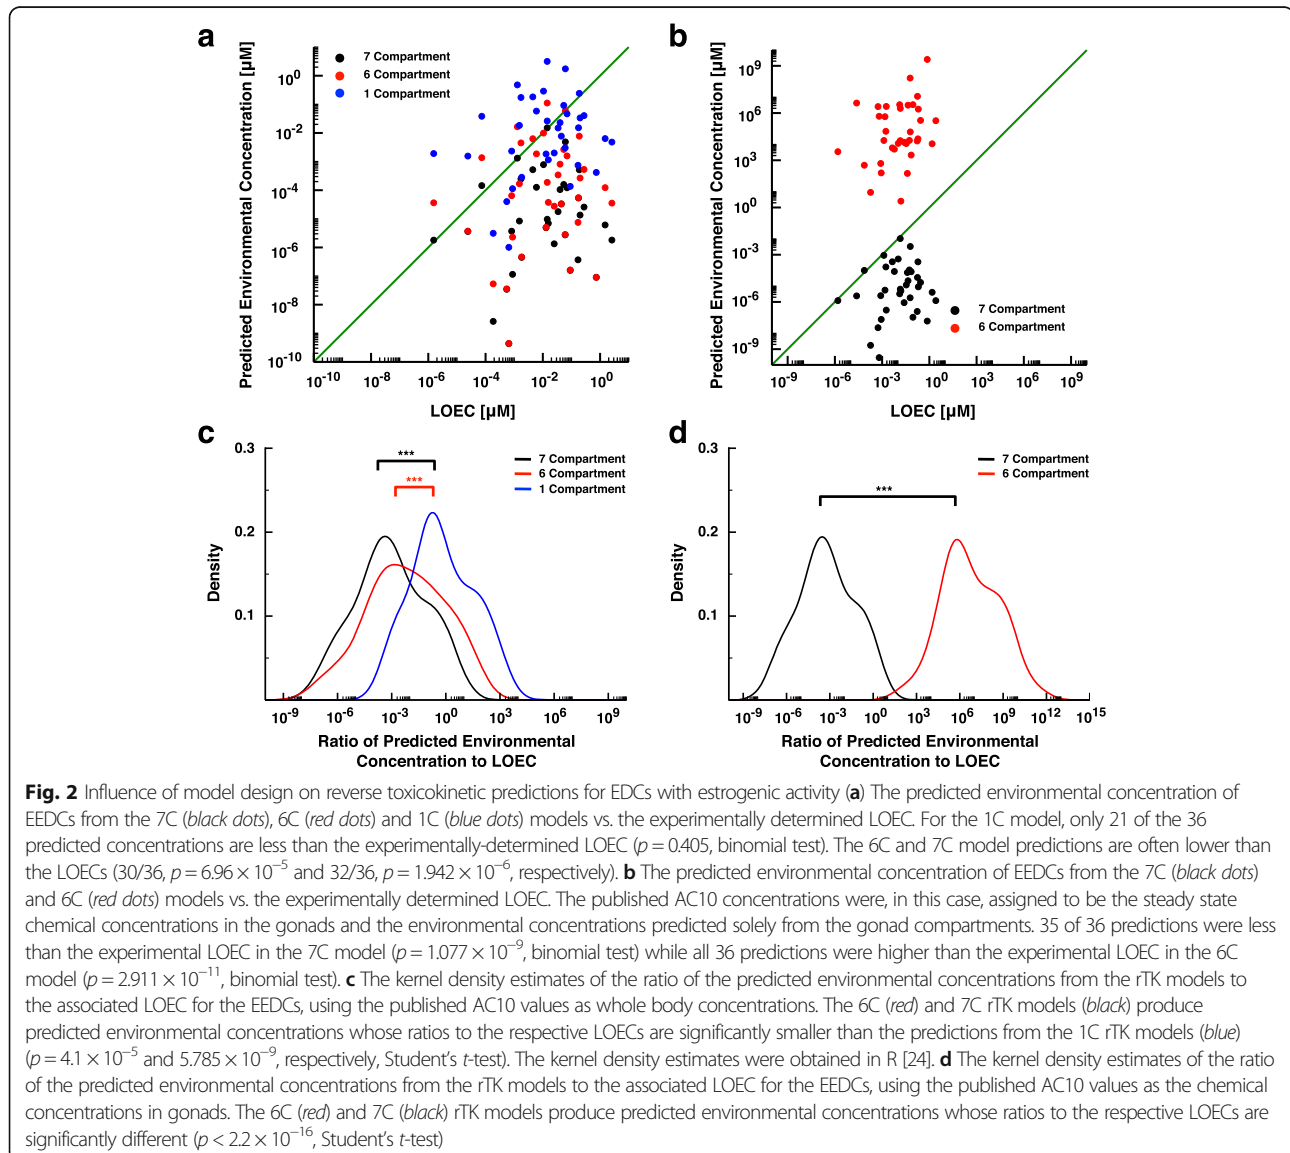 a
Predicted Environmental Concentration [µM]
7 Compartment
6 Compartment
1 Compartment
10^0
10^-2
10^-4
10^-6
10^-8
10^-10
10^-10 10^-8 10^-6 10^-4 10^-2 10^0
LOEC [µM]
b
Predicted Environmental Concentration [µM]
10^9
10^6
10^3
10^0
10^-3
10^-6
10^-9
7 Compartment
6 Compartment
10^-9 10^-6 10^-3 10^0 10^3 10^6 10^9
LOEC [µM]
c
Density
0.3
0.2
0.1
***
***
7 Compartment
6 Compartment
1 Compartment
10^-9 10^-6 10^-3 10^0 10^3 10^6 10^9
Ratio of Predicted Environmental
Concentration to LOEC
d
Density
0.3
0.2
0.1
***
7 Compartment
6 Compartment
10^-9 10^-6 10^-3 10^0 10^3 10^6 10^9 10^12 10^15
Ratio of Predicted Environmental
Concentration to LOEC
Fig. 2 Influence of model design on reverse toxicokinetic predictions for EDCs with estrogenic activity (a) The predicted environmental concentration of
EEDCs from the 7C (black dots), 6C (red dots) and 1C (blue dots) models vs. the experimentally determined LOEC. For the 1C model, only 21 of the 36
predicted concentrations are less than the experimentally-determined LOEC (p = 0.405, binomial test). The 6C and 7C model predictions are often lower than
the LOECs (30/36, p = 6.96 × 10^−5 and 32/36, p = 1.942 × 10^−6, respectively). b The predicted environmental concentration of EEDCs from the 7C (black dots)
and 6C (red dots) models vs. the experimentally determined LOEC. The published AC10 concentrations were, in this case, assigned to be the steady state
chemical concentrations in the gonads and the environmental concentrations predicted solely from the gonad compartments. 35 of 36 predictions were less
than the experimental LOEC in the 7C model (p = 1.077 × 10^−9, binomial test) while all 36 predictions were higher than the experimental LOEC in the 6C
model (p = 2.911 × 10^−11, binomial test). c The kernel density estimates of the ratio of the predicted environmental concentrations from the rTK models to
the associated LOEC for the EEDCs, using the published AC10 values as whole body concentrations. The 6C (red) and 7C rTK models (black) produce
predicted environmental concentrations whose ratios to the respective LOECs are significantly smaller than the predictions from the 1C rTK models (blue)
(p = 4.1 × 10^−5 and 5.785 × 10^−9, respectively, Student's t-test). The kernel density estimates were obtained in R [24]. d The kernel density estimates of the ratio
of the predicted environmental concentrations from the rTK models to the associated LOEC for the EEDCs, using the published AC10 values as the chemical
concentrations in gonads. The 6C (red) and 7C (black) rTK models produce predicted environmental concentrations whose ratios to the respective LOECs are
significantly different (p < 2.2 × 10^−16, Student's t-test)